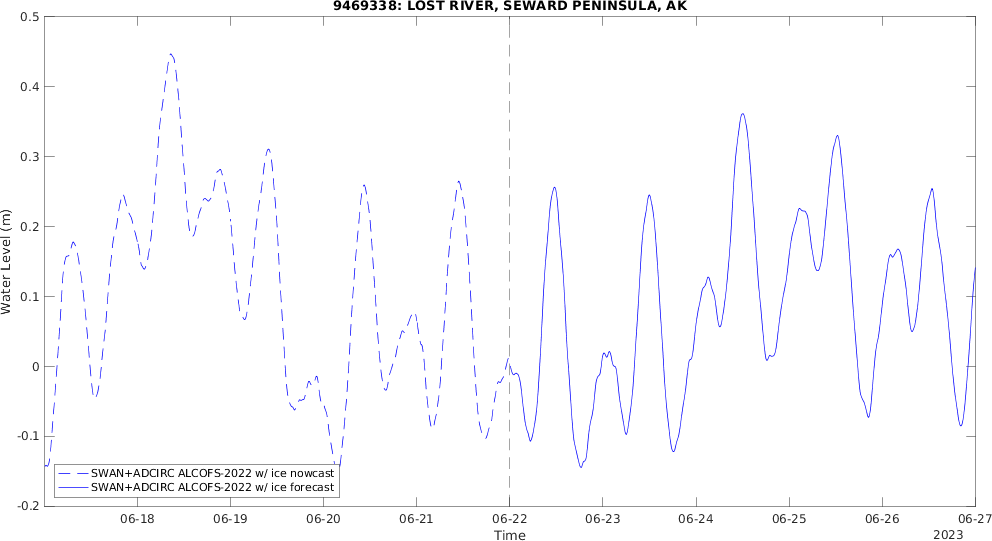 9469338: LOST RIVER, SEWARD PENINSULA, AK
0.5
0.4
0.3
0.2
0.1
0
-0.1
-0.2
Water Level (m)
SWAN+ADCIRC ALCOFS-2022 w/ ice nowcast
SWAN+ADCIRC ALCOFS-2022 w/ ice forecast
06-18 06-19 06-20 06-21 06-22 06-23 06-24 06-25 06-26 06-27
Time
2023